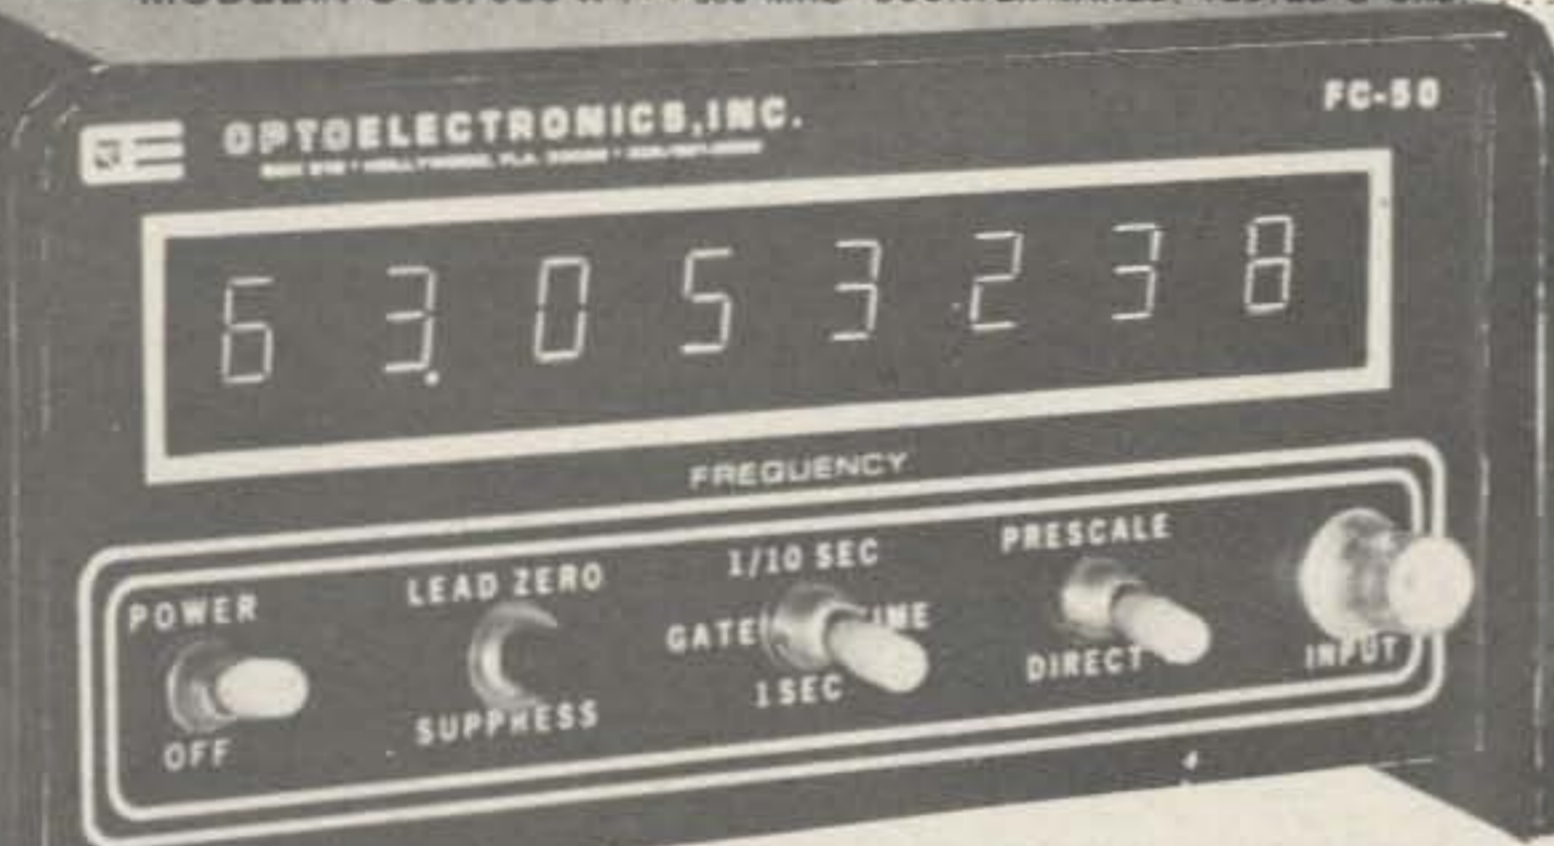 OPTOELECTRONICS, INC.
FC-50
63.053238
FREQUENCY
POWER
OFF
LEAD ZERO
SUPPRESS
1/10 SEC
GATE TIME
1 SEC
PRESCALE
DIRECT
INPUT